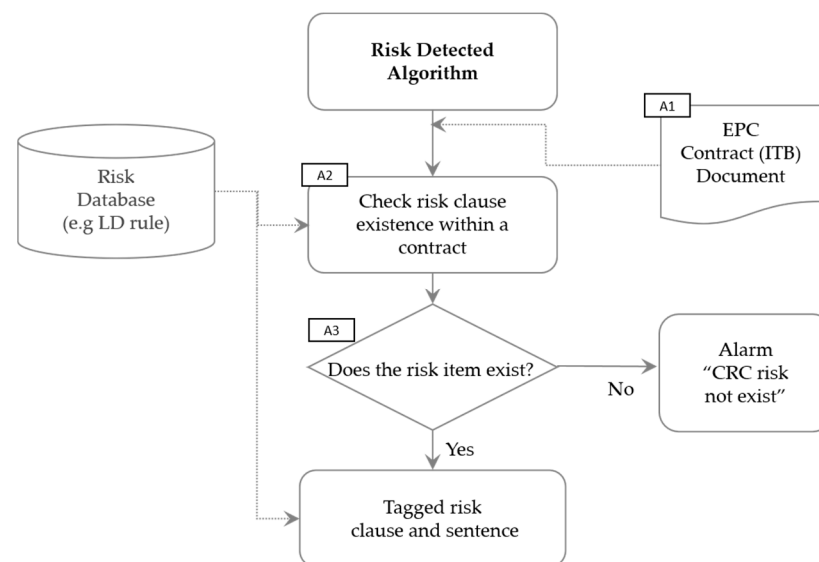 Risk Detected
Algorithm
A1
EPC
Contract (ITB)
Document
Risk
Database
(e.g LD rule)
A2
Check risk clause
existence within a
contract
A3
Does the risk item exist?
No
Alarm
“CRC risk
not exist”
Yes
Tagged risk
clause and sentence